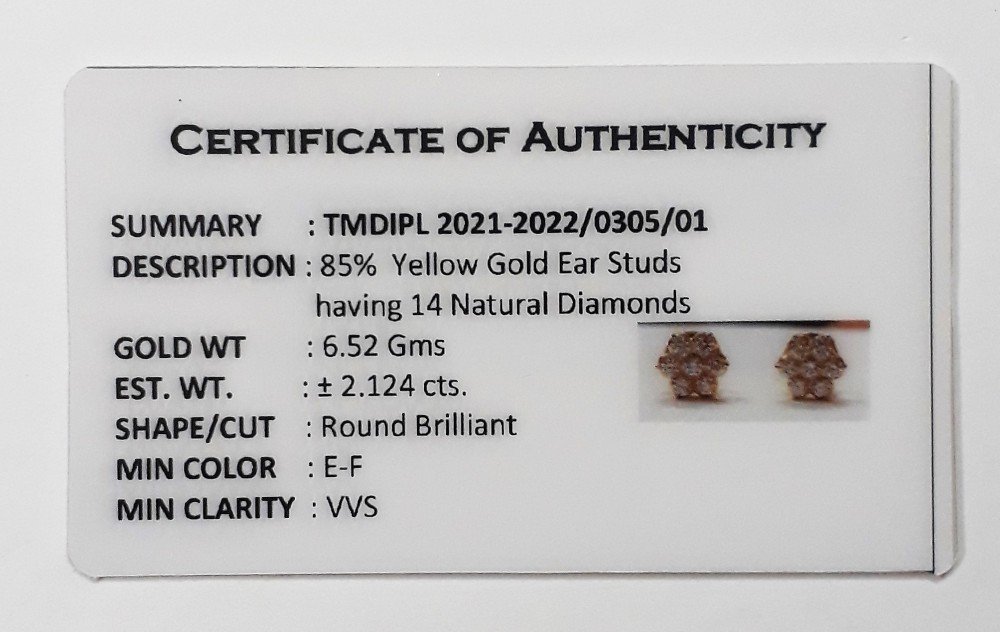 CERTIFICATE OF AUTHENTICITY
SUMMARY : TMDIPL 2021-2022/0305/01
DESCRIPTION : 85% Yellow Gold Ear Studs
having 14 Natural Diamonds
GOLD WT : 6.52 Gms
EST. WT. : ± 2.124 cts.
SHAPE/CUT : Round Brilliant
MIN COLOR : E-F
MIN CLARITY : VVS